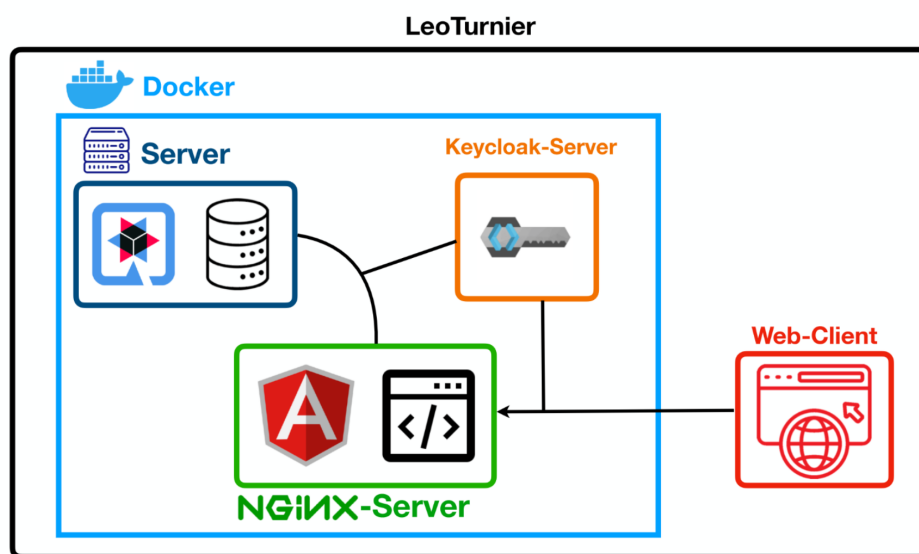 LeoTurnier
Docker
Server
Keycloak-Server
Web-Client
NGiNX-Server